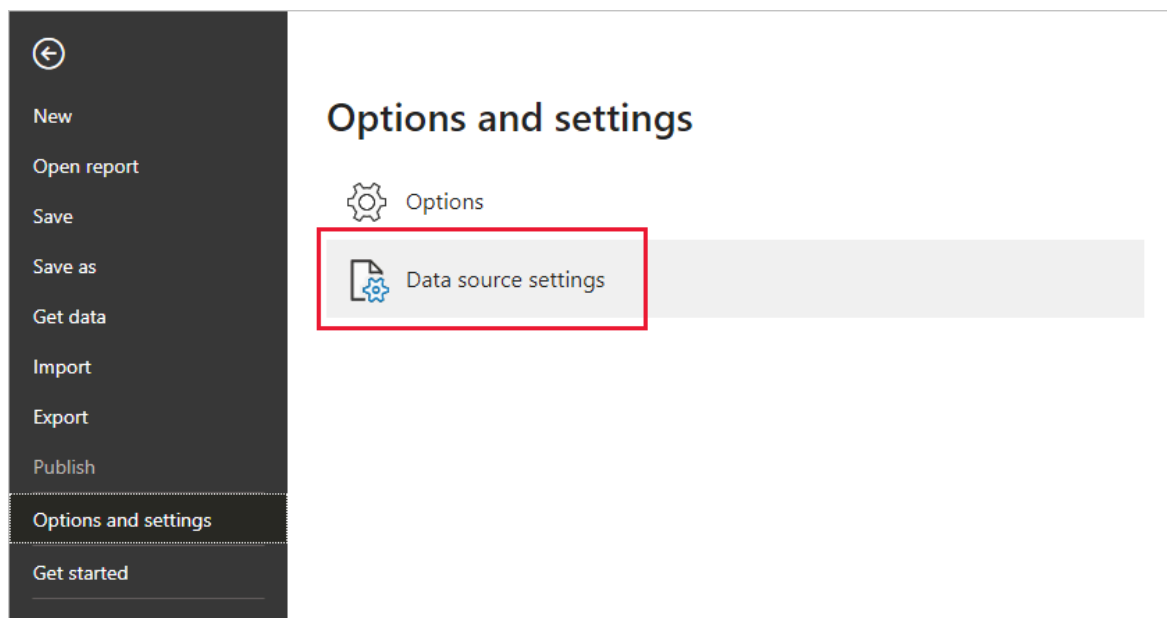 New
Open report
Save
Save as
Get data
Import
Export
Publish
Options and settings
Get started
Options and settings
Options
Data source settings